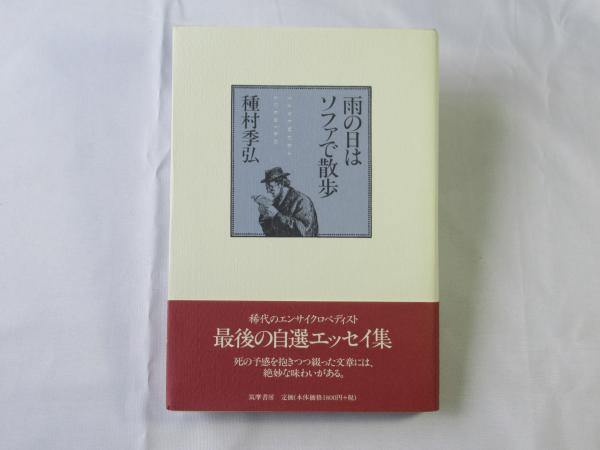 雨の日は
ソファで散歩
種村季弘
稀代のエンサイクロペディスト
最後の自選エッセイ集
死の予感を抱きつつ綴った文章には、
絶妙な味わいがある。
筑摩書房 定価(本体価格1800円+税)